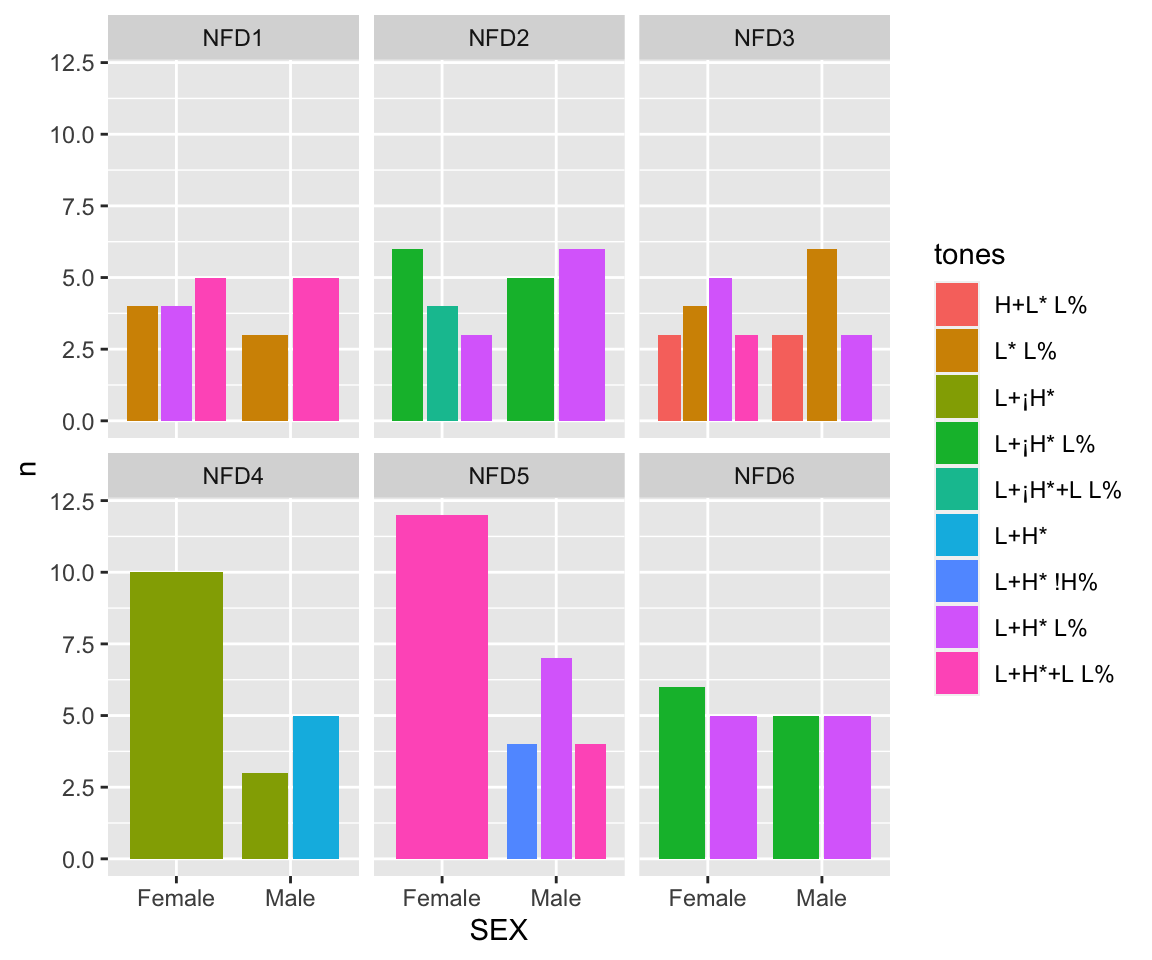 NFD1 NFD2 NFD3
12.5
10.0
7.5
5.0
2.5
0.0
n
NFD4 NFD5 NFD6
12.5
10.0
7.5
5.0
2.5
0.0
Female Male Female Male Female Male
SEX
tones
H+L* L%
L* L%
L+¡H*
L+¡H* L%
L+¡H*+L L%
L+H*
L+H* !H%
L+H* L%
L+H*+L L%